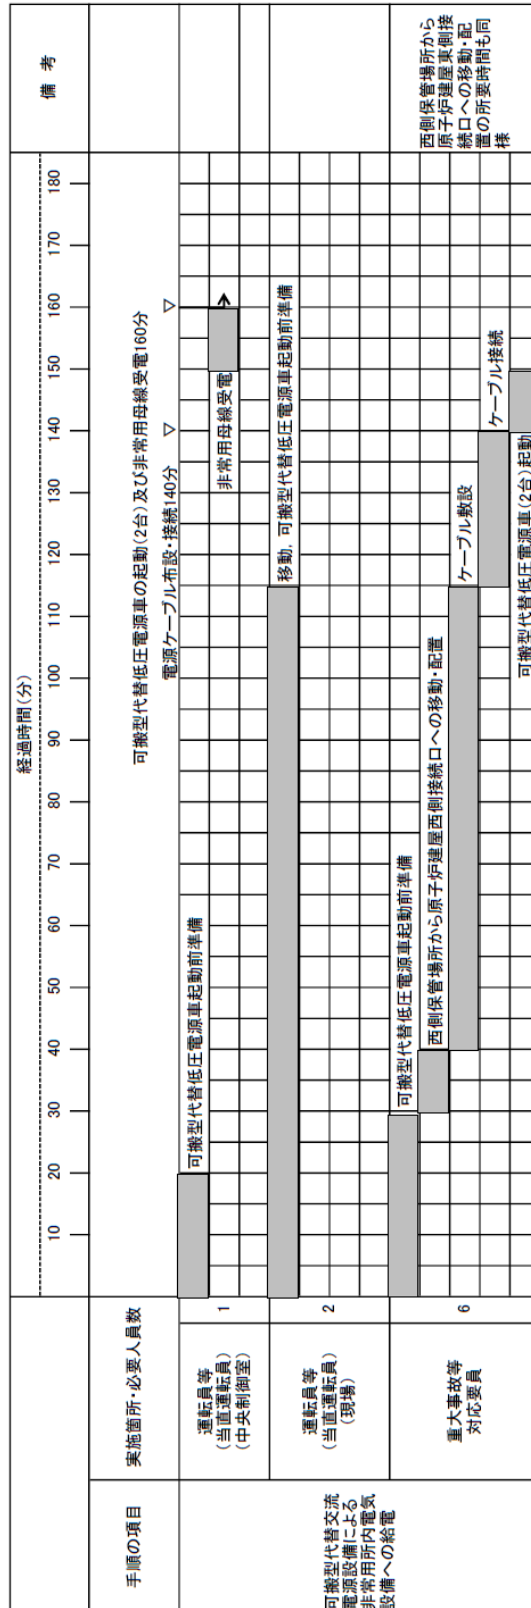 経過時間(分)
備 考
手順の項目
実施箇所・必要人員数
10 20 30 40 50 60 70 80 90 100 110 120 130 140 150 160 170 180
可搬型代替低圧電源車の起動(2台)及び非常用母線受電160分
電源ケーブル布設・接続140分
▽ ▽
可搬型代替交流
電源設備による
非常用所内電気
設備への給電
運転員等
(当直運転員)
(中央制御室)
1
可搬型代替低圧電源車起動前準備
非常用母線受電
運転員等
(当直運転員)
(現場)
2
移動,可搬型代替低圧電源車起動前準備
重大事故等
対応要員
6
可搬型代替低圧電源車起動前準備
西側保管場所から原子炉建屋西側接続口への移動・配置
ケーブル敷設
ケーブル接続
可搬型代替低圧電源車(2台)起動
西側保管場所から
原子炉建屋東側接
続口への移動・配
置の所要時間も同
様